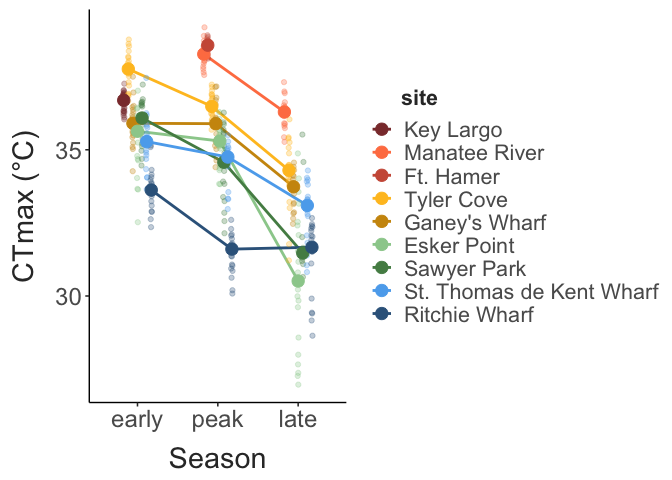 CTmax (°C)
35
30
early peak late
Season
site
Key Largo
Manatee River
Ft. Hamer
Tyler Cove
Ganey's Wharf
Esker Point
Sawyer Park
St. Thomas de Kent Wharf
Ritchie Wharf